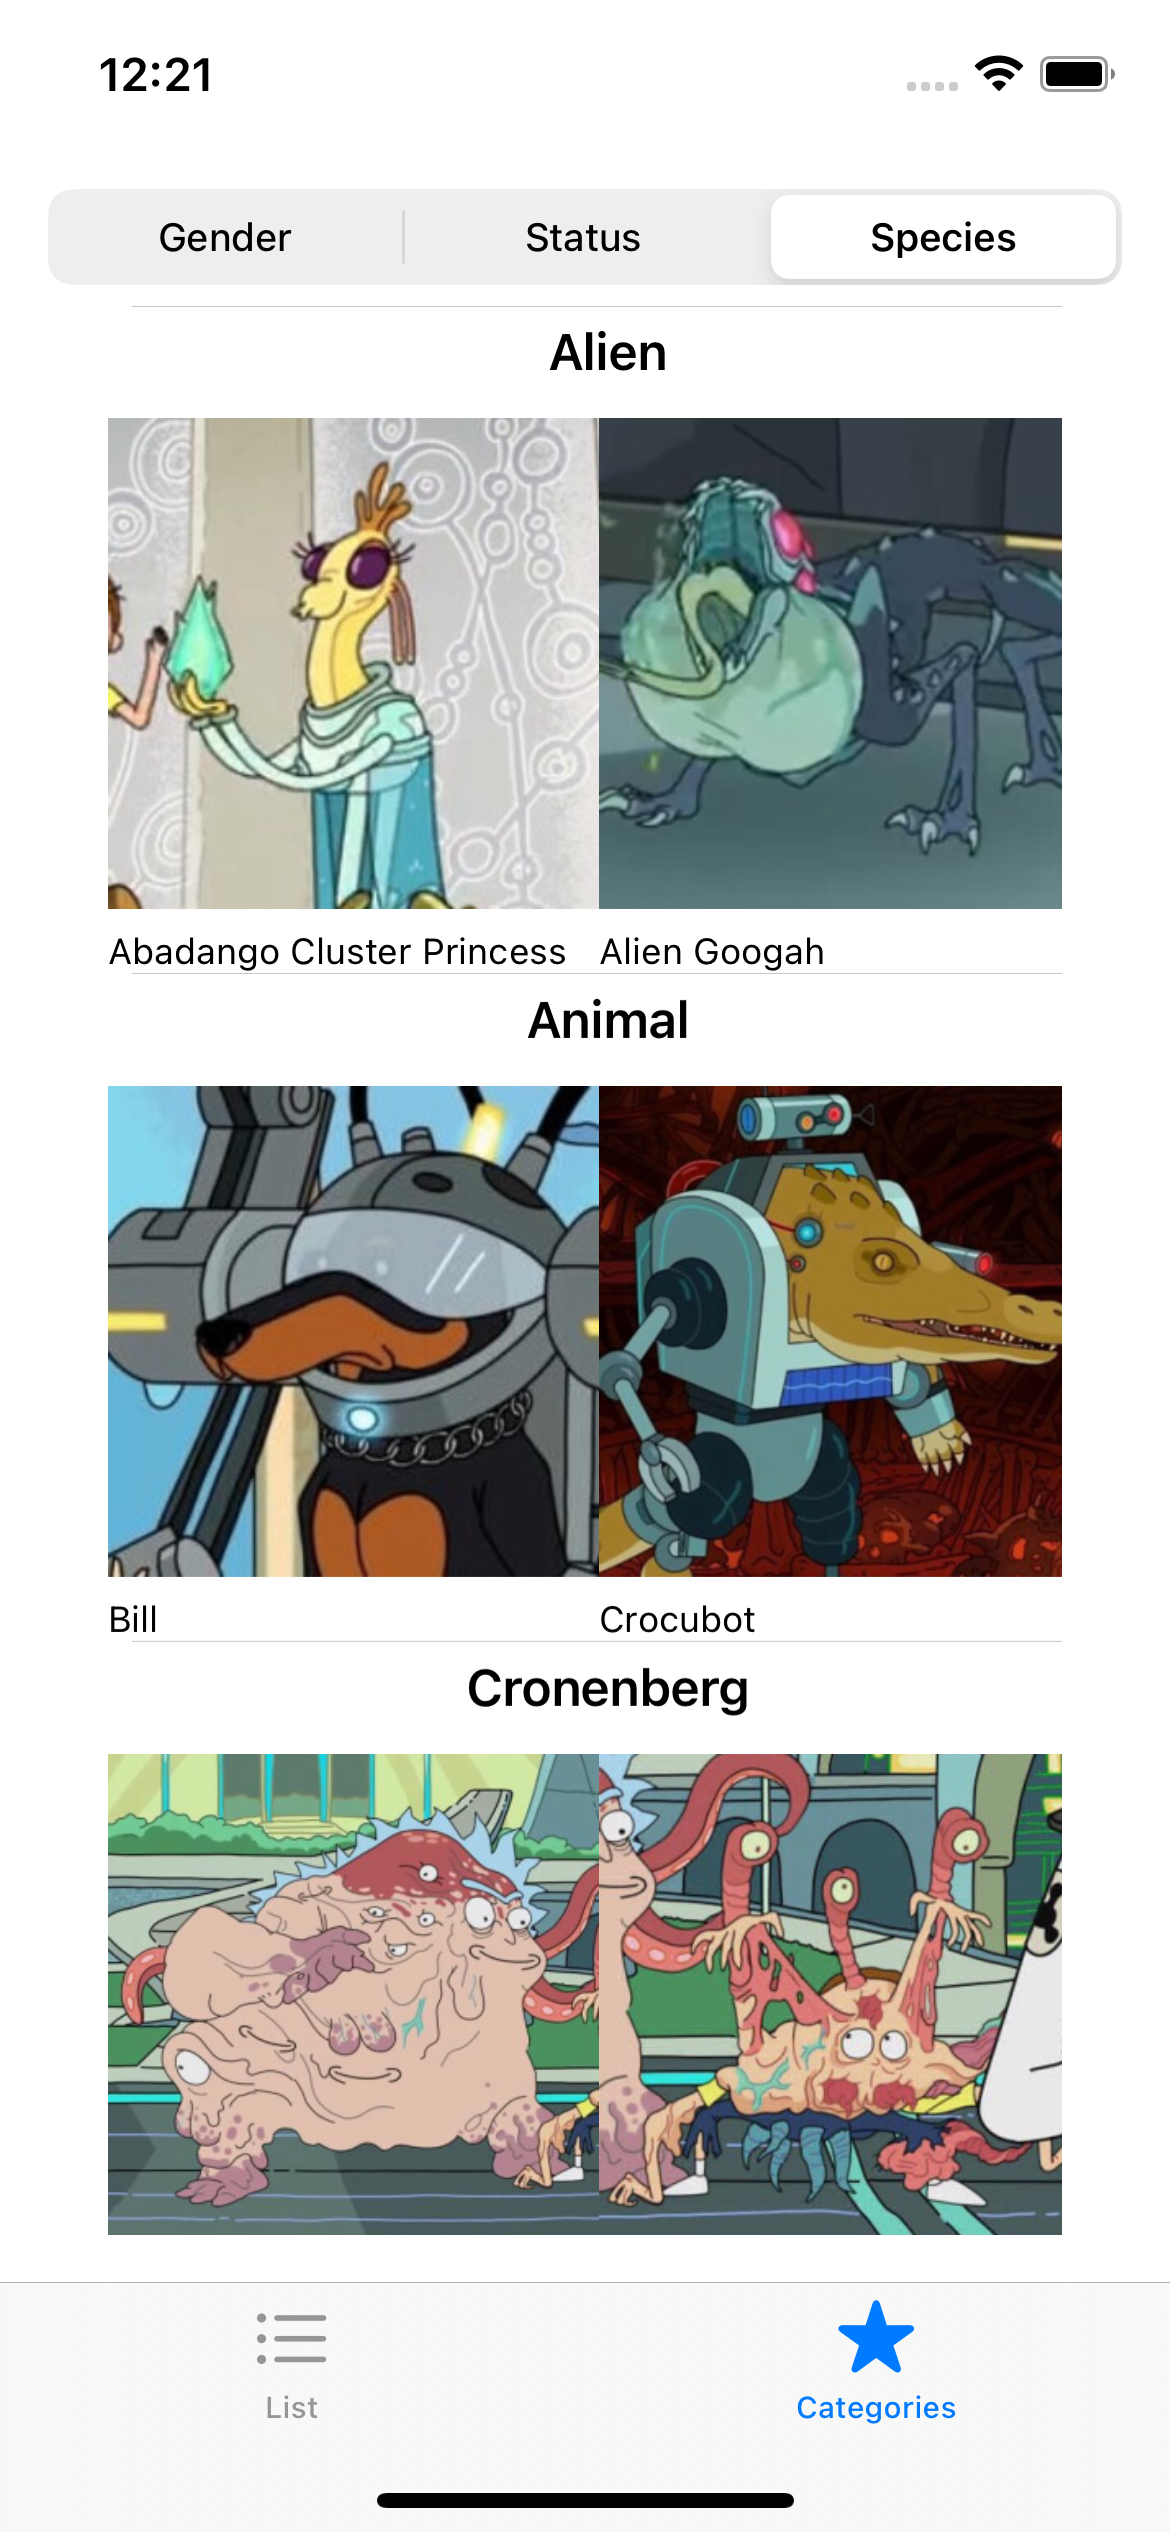 12:21
Gender Status Species
Alien
Abadango Cluster Princess Alien Googah
Animal
Bill Crocubot
Cronenberg
List Categories